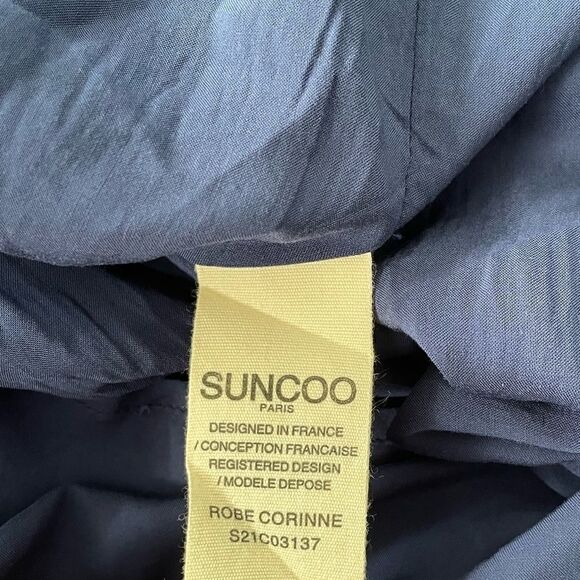 SUNCOO
PARIS
DESIGNED IN FRANCE
/ CONCEPTION FRANCAISE
REGISTERED DESIGN
/ MODELE DEPOSE
ROBE CORINNE
S21C03137